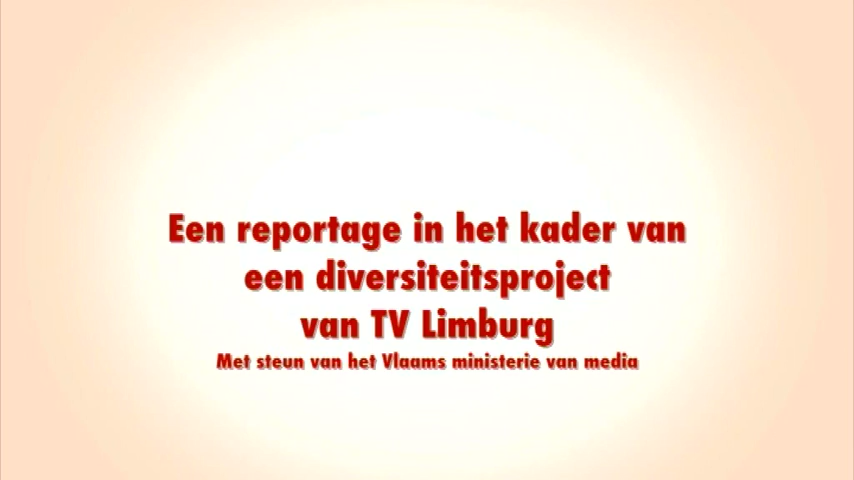 Een reportage in het kader van
een diversiteitsproject
van TV Limburg
Met steun van het Vlaams ministerie van media